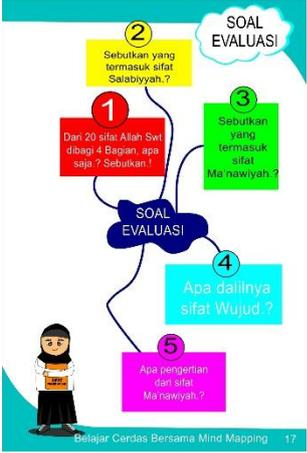 SOAL
EVALUASI
2
Sebutkan yang
termasuk sifat
Salabiyyah.?
1
Dari 20 sifat Allah Swt
dibagi 4 Bagian, apa
saja.? Sebutkan.!
3
Sebutkan
yang
termasuk
sifat
Ma'nawiyah.?
SOAL
EVALUASI
4
Apa dalilnya
sifat Wujud.?
5
Apa pengertian
dari sifat
Ma'nawiyah.?
Belajar Cerdas Bersama Mind Mapping 17